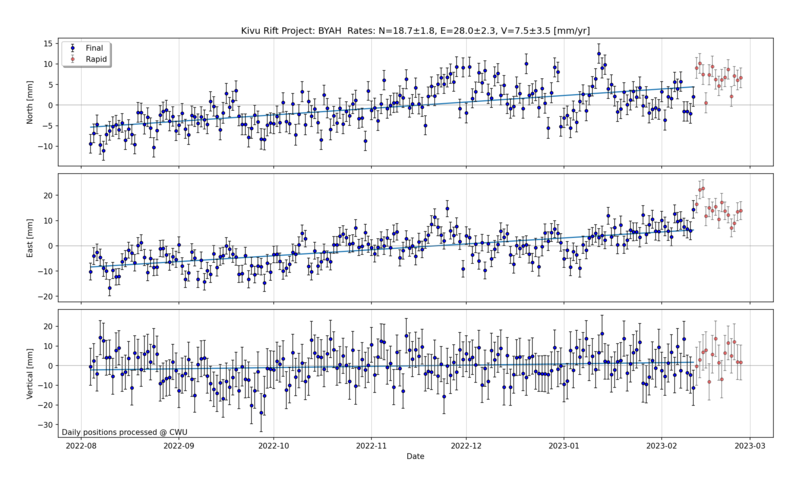 Kivu Rift Project: BYAH  Rates: N=18.7±1.8, E=28.0±2.3, V=7.5±3.5 [mm/yr]
Final
Rapid
North [mm]
15
10
5
0
−5
−10
East [mm]
20
10
0
−10
−20
Vertical [mm]
20
10
0
−10
−20
−30
Daily positions processed @ CWU
2022-08 2022-09 2022-10 2022-11 2022-12 2023-01 2023-02 2023-03
Date